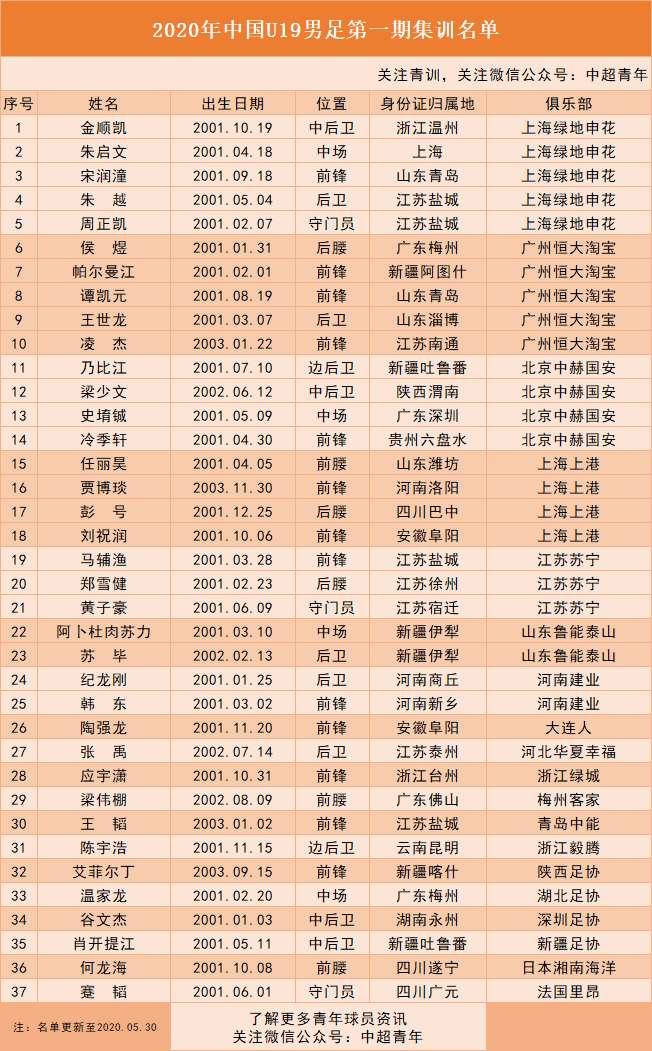 2020年中国U19男足第一期集训名单
关注青训，关注微信公众号：中超青年
序号 姓名 出生日期 位置 身份证归属地 俱乐部
1 金顺凯 2001.10.19 中后卫 浙江温州 上海绿地申花
2 朱启文 2001.04.18 中场 上海 上海绿地申花
3 宋润潼 2001.09.18 前锋 山东青岛 上海绿地申花
4 朱 越 2001.05.04 后卫 江苏盐城 上海绿地申花
5 周正凯 2001.02.07 守门员 江苏盐城 上海绿地申花
6 侯 煜 2001.01.31 后腰 广东梅州 广州恒大淘宝
7 帕尔曼江 2001.02.01 前锋 新疆阿图什 广州恒大淘宝
8 谭凯元 2001.08.19 前锋 山东青岛 广州恒大淘宝
9 王世龙 2001.03.07 后卫 山东淄博 广州恒大淘宝
10 凌 杰 2003.01.22 前锋 江苏南通 广州恒大淘宝
11 乃比江 2001.07.10 边后卫 新疆吐鲁番 北京中赫国安
12 梁少文 2002.06.12 中后卫 陕西渭南 北京中赫国安
13 史堉铖 2001.05.09 中场 广东深圳 北京中赫国安
14 冷季轩 2001.04.30 前锋 贵州六盘水 北京中赫国安
15 任丽昊 2001.04.05 前腰 山东潍坊 上海上港
16 贾博琰 2003.11.30 前锋 河南洛阳 上海上港
17 彭 号 2001.12.25 后腰 四川巴中 上海上港
18 刘祝润 2001.10.06 前锋 安徽阜阳 上海上港
19 马辅渔 2001.03.28 前锋 江苏盐城 江苏苏宁
20 郑雪健 2001.02.23 后腰 江苏徐州 江苏苏宁
21 黄子豪 2001.06.09 守门员 江苏宿迁 江苏苏宁
22 阿卜杜肉苏力 2001.03.10 中场 新疆伊犁 山东鲁能泰山
23 苏 毕 2002.02.13 后卫 新疆伊犁 山东鲁能泰山
24 纪龙刚 2001.01.25 后卫 河南商丘 河南建业
25 韩 东 2001.03.02 前锋 河南新乡 河南建业
26 陶强龙 2001.11.20 前锋 安徽阜阳 大连人
27 张 禹 2002.07.14 后卫 江苏泰州 河北华夏幸福
28 应宇潇 2001.10.31 前锋 浙江台州 浙江绿城
29 梁伟棚 2002.08.09 前腰 广东佛山 梅州客家
30 王 韬 2003.01.02 前锋 江苏盐城 青岛中能
31 陈宇浩 2001.11.15 边后卫 云南昆明 浙江毅腾
32 艾菲尔丁 2003.09.15 前锋 新疆喀什 陕西足协
33 温家龙 2001.02.20 中场 广东梅州 湖北足协
34 谷文杰 2001.01.03 中后卫 湖南永州 深圳足协
35 肖开提江 2001.05.11 中后卫 新疆吐鲁番 新疆足协
36 何龙海 2001.10.08 前腰 四川遂宁 日本湘南海洋
37 蹇 韬 2001.06.01 守门员 四川广元 法国里昂
注：名单更新至2020.05.30
了解更多青年球员资讯
关注微信公众号：中超青年